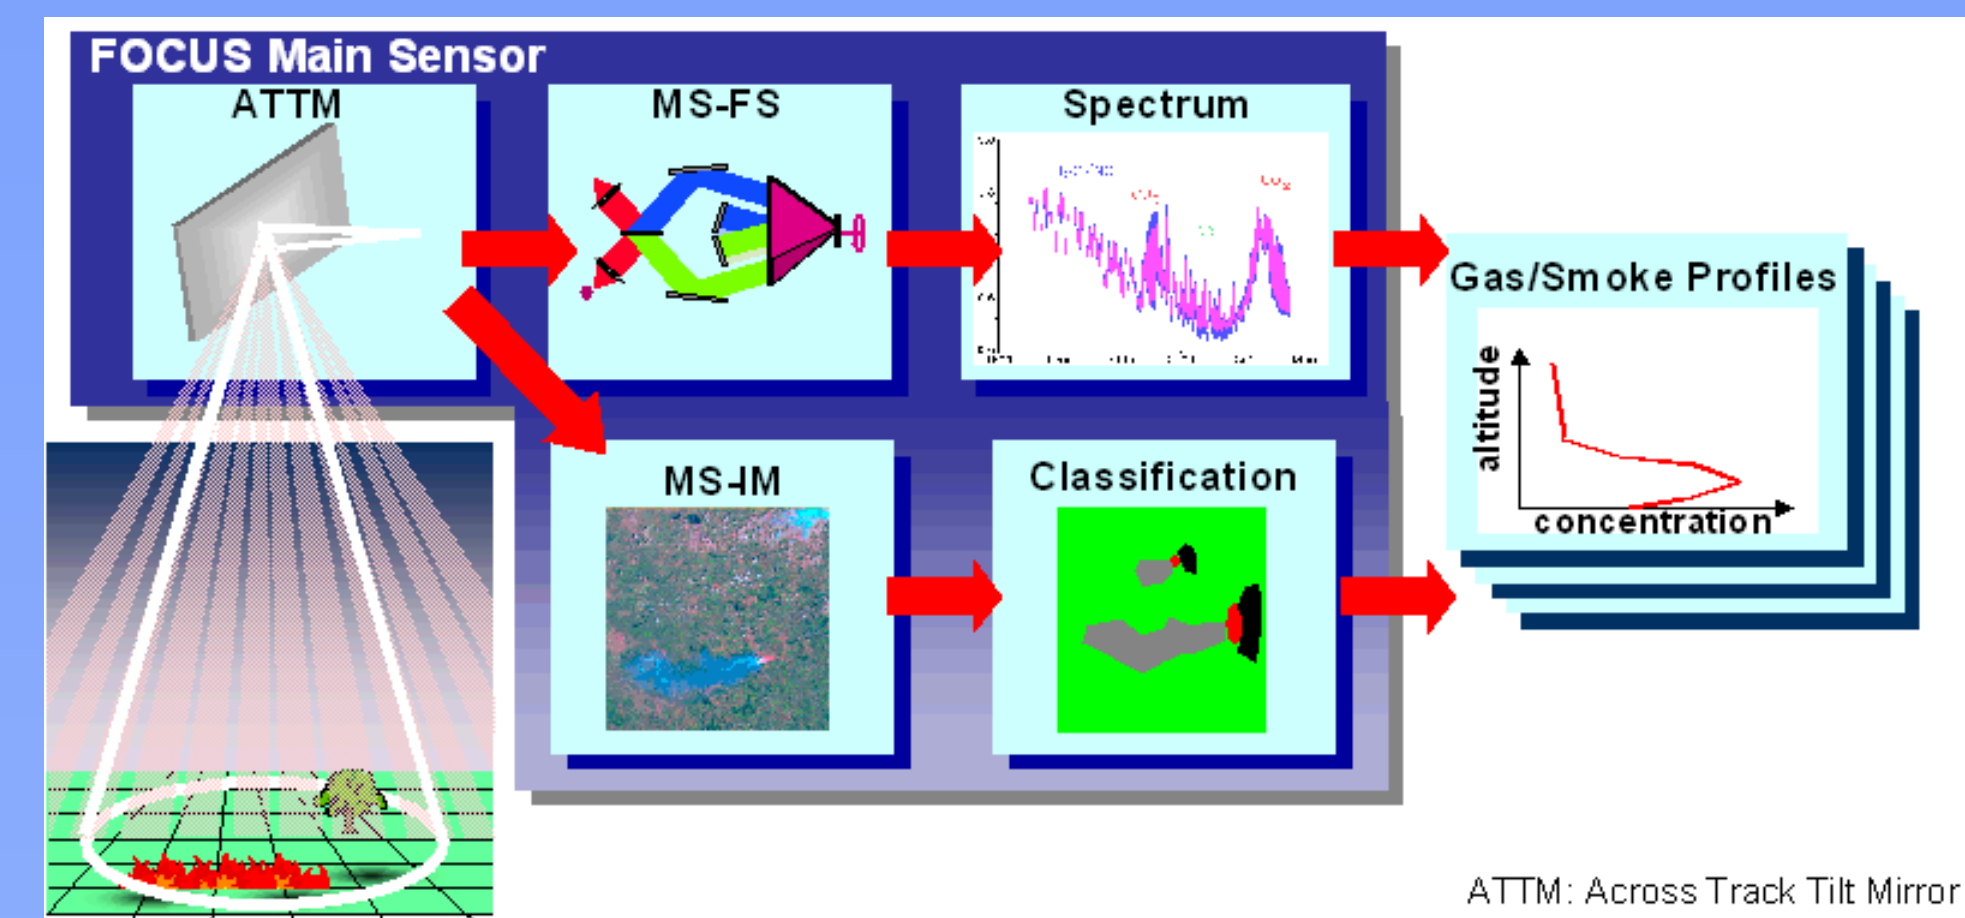 FOCUS Main Sensor
ATTM
MS-FS
Spectrum
Gas/Smoke Profiles
altitude
concentration
MS-IM
Classification
ATTM: Across Track Tilt Mirror